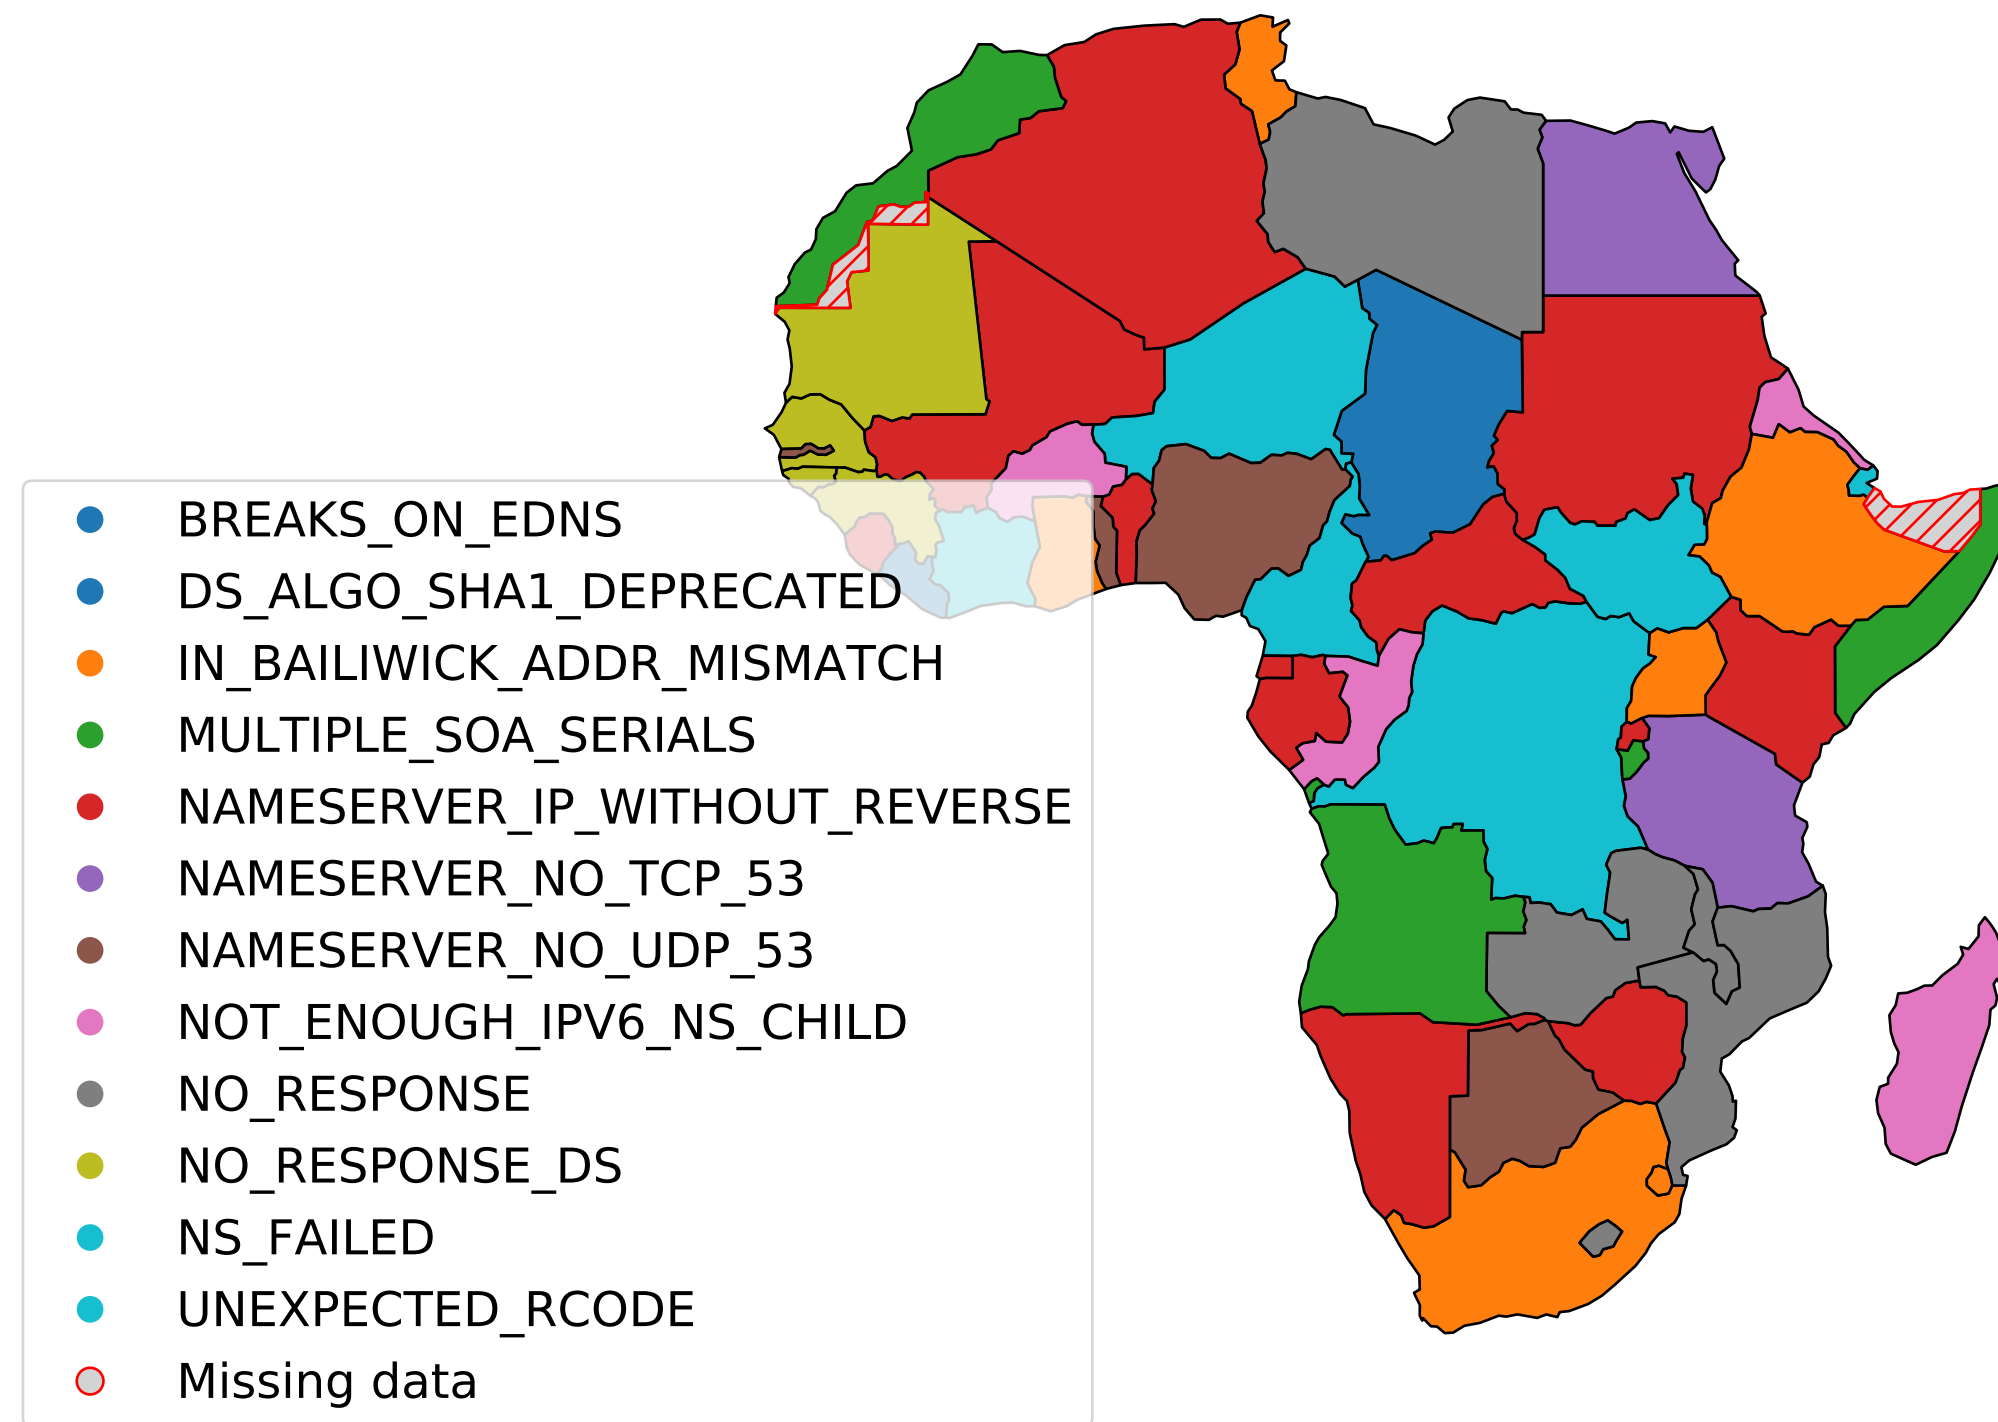 BREAKS_ON_EDNS
DS_ALGO_SHA1_DEPRECATED
IN_BAILIWICK_ADDR_MISMATCH
MULTIPLE_SOA_SERIALS
NAMESERVER_IP_WITHOUT_REVERSE
NAMESERVER_NO_TCP_53
NAMESERVER_NO_UDP_53
NOT_ENOUGH_IPV6_NS_CHILD
NO_RESPONSE
NO_RESPONSE_DS
NS_FAILED
UNEXPECTED_RCODE
Missing data